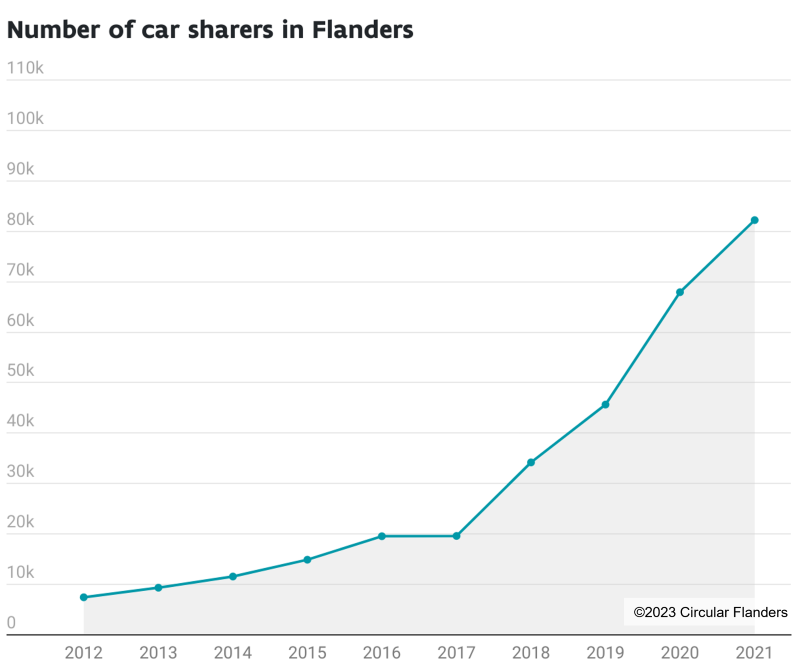 Number of car sharers in Flanders
110k
100k
90k
80k
70k
60k
50k
40k
30k
20k
10k
0
©2023 Circular Flanders
2012 2013 2014 2015 2016 2017 2018 2019 2020 2021